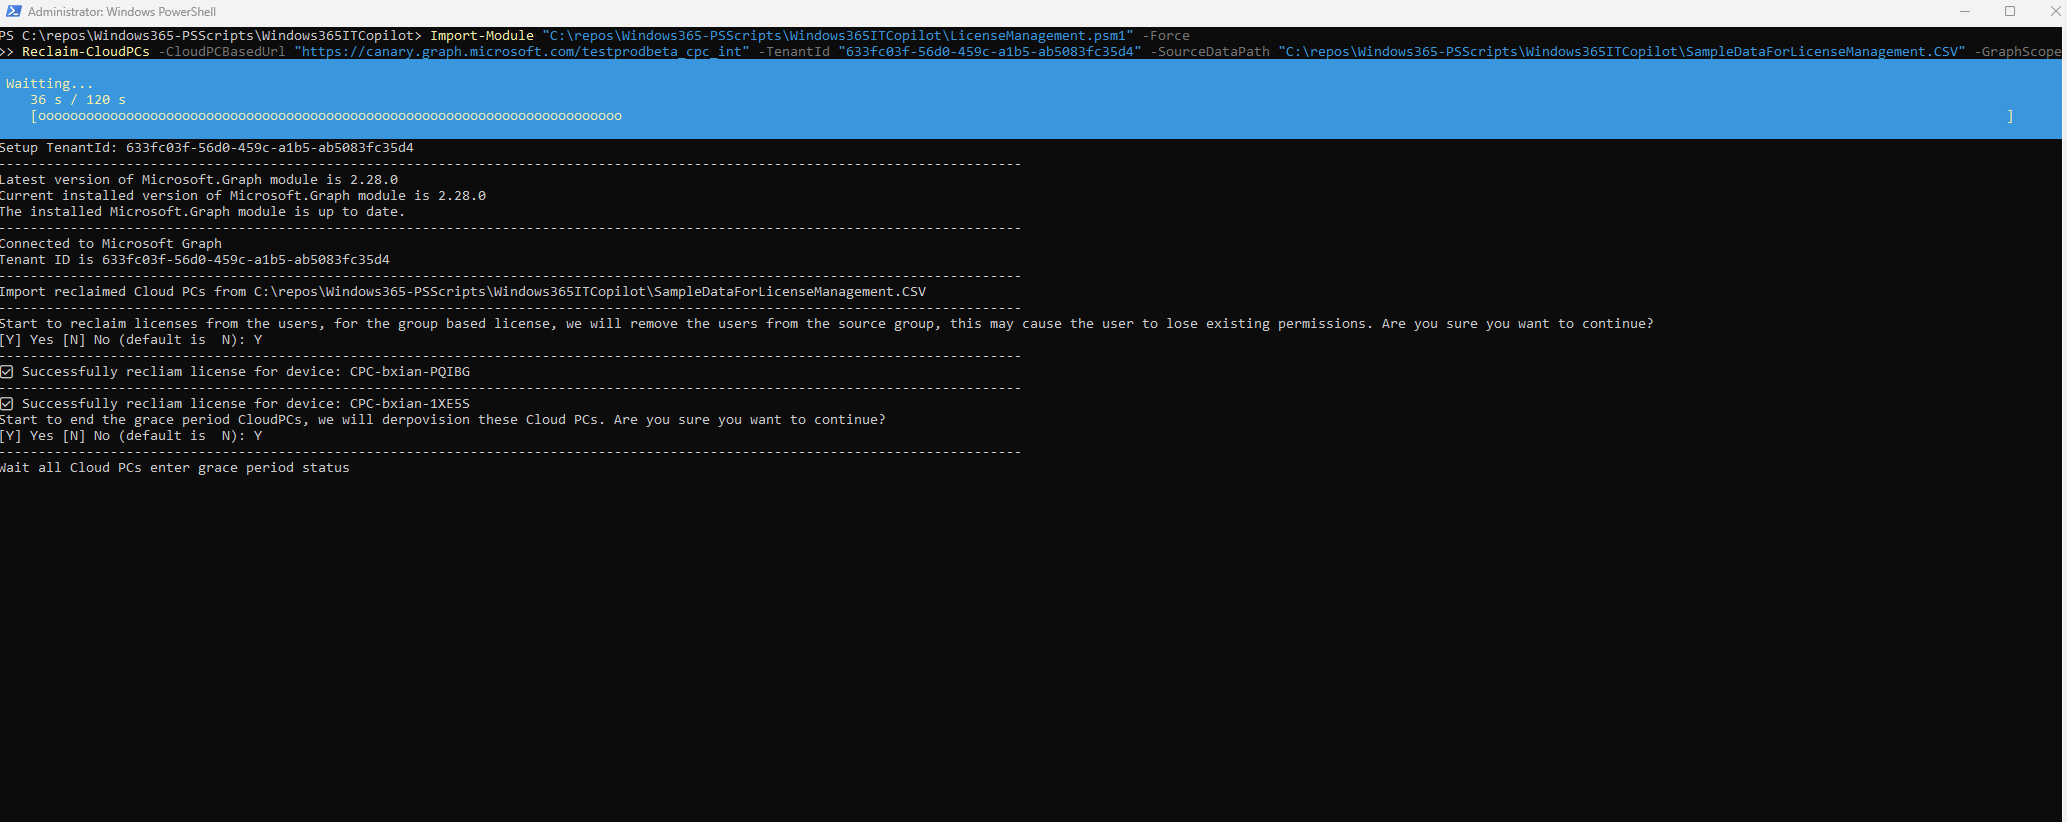 Administrator: Windows PowerShell
PS C:\repos\Windows365-PSScripts\Windows365ITCopilot> Import-Module "C:\repos\Windows365-PSScripts\Windows365ITCopilot\LicenseManagement.psm1" -Force
>> Reclaim-CloudPCs -CloudPCBasedUrl "https://canary.graph.microsoft.com/testprodbeta_cpc_int" -TenantId "633fc03f-56d0-459c-a1b5-ab5083fc35d4" -SourceDataPath "C:\repos\Windows365-PSScripts\Windows365ITCopilot\SampleDataForLicenseManagement.CSV" -GraphScope
Waitting...
36 s / 120 s
[ooooooooooooooooooooooooooooooooooooooooooooooooooooooooooooooooooooooooo ]
Setup TenantId: 633fc03f-56d0-459c-a1b5-ab5083fc35d4
--------------------------------------------------------------------------------------------------------------------------------
Latest version of Microsoft.Graph module is 2.28.0
Current installed version of Microsoft.Graph module is 2.28.0
The installed Microsoft.Graph module is up to date.
--------------------------------------------------------------------------------------------------------------------------------
Connected to Microsoft Graph
Tenant ID is 633fc03f-56d0-459c-a1b5-ab5083fc35d4
--------------------------------------------------------------------------------------------------------------------------------
Import reclaimed Cloud PCs from C:\repos\Windows365-PSScripts\Windows365ITCopilot\SampleDataForLicenseManagement.CSV
--------------------------------------------------------------------------------------------------------------------------------
Start to reclaim licenses from the users, for the group based license, we will remove the users from the source group, this may cause the user to lose existing permissions. Are you sure you want to continue?
[Y] Yes [N] No (default is  N): Y
--------------------------------------------------------------------------------------------------------------------------------
☑ Successfully recliam license for device: CPC-bxian-PQIBG
--------------------------------------------------------------------------------------------------------------------------------
☑ Successfully recliam license for device: CPC-bxian-1XE5S
Start to end the grace period CloudPCs, we will derpovision these Cloud PCs. Are you sure you want to continue?
[Y] Yes [N] No (default is  N): Y
--------------------------------------------------------------------------------------------------------------------------------
Wait all Cloud PCs enter grace period status